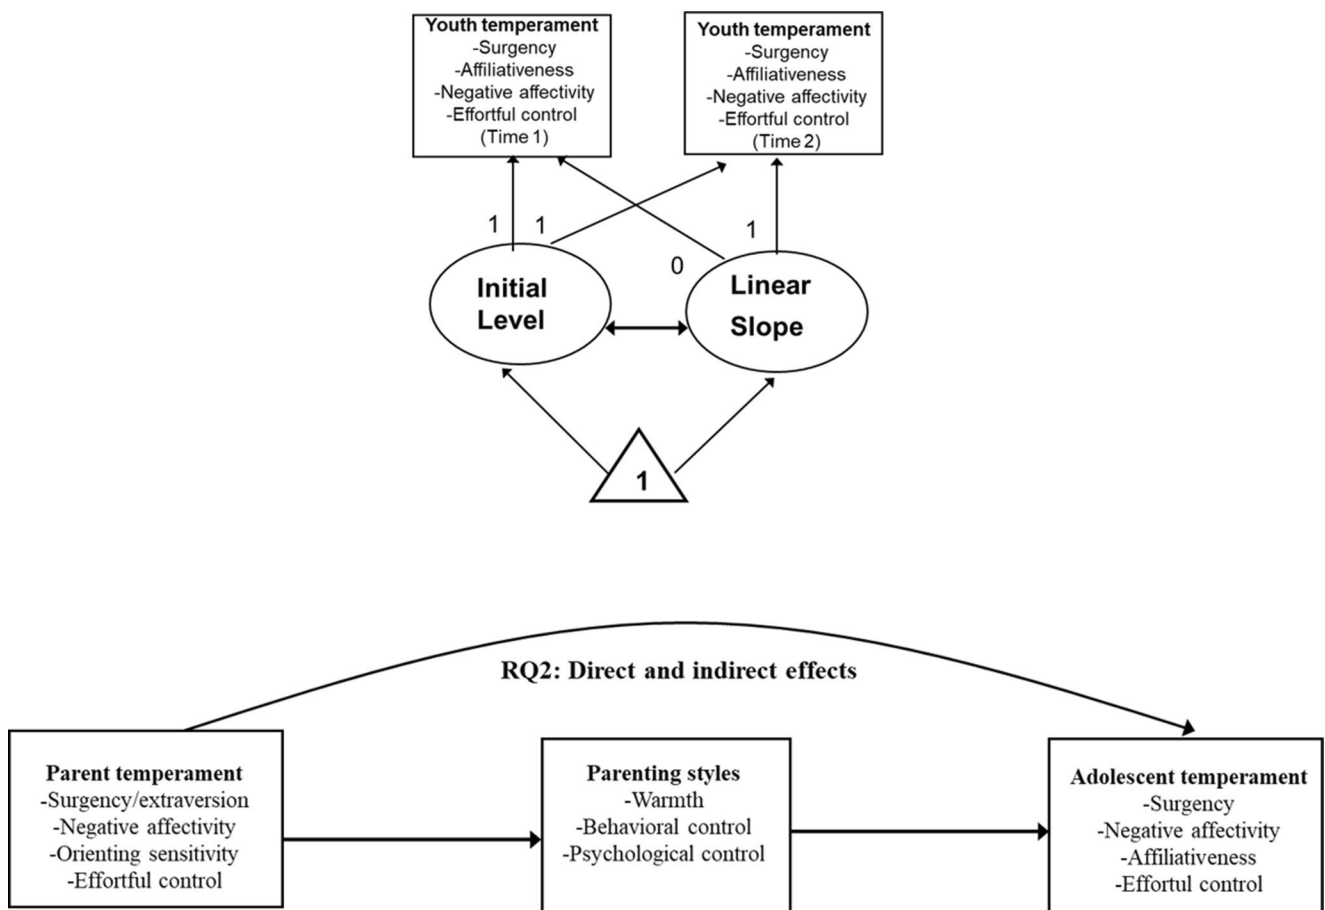 Youth temperament
-Surgency
-Affiliativeness
-Negative affectivity
-Effortful control
(Time 1)
Youth temperament
-Surgency
-Affiliativeness
-Negative affectivity
-Effortful control
(Time 2)
1
1
0
1
Initial
Level
Linear
Slope
1
RQ2: Direct and indirect effects
Parent temperament
-Surgency/extraversion
-Negative affectivity
-Orienting sensitivity
-Effortful control
Parenting styles
-Warmth
-Behavioral control
-Psychological control
Adolescent temperament
-Surgency
-Negative affectivity
-Affiliativeness
-Effortul control